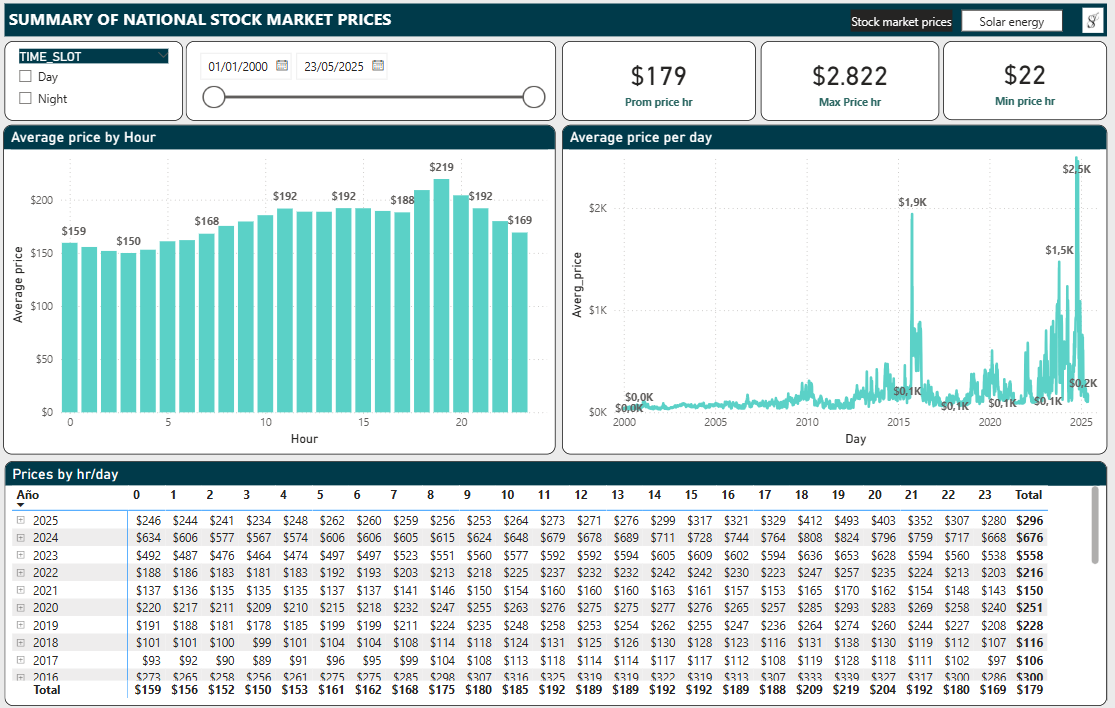 SUMMARY OF NATIONAL STOCK MARKET PRICES
Stock market prices
Solar energy
TIME_SLOT
Day
Night
01/01/2000 23/05/2025
$179
Prom price hr
$2.822
Max Price hr
$22
Min price hr
Average price by Hour
Average price
$200
$150
$100
$50
$0
$159 $150 $168 $192 $192 $188 $219 $192 $169
0 5 10 15 20
Hour
Average price per day
Averg_price
$2K
$1K
$0K
$0,0K $0,0K $0,1K $1,9K $0,1K $0,1K $0,1K $1,5K $2,5K $0,2K
2000 2005 2010 2015 2020 2025
Day
Prices by hr/day
Año 0 1 2 3 4 5 6 7 8 9 10 11 12 13 14 15 16 17 18 19 20 21 22 23 Total
2025 $246 $244 $241 $234 $248 $262 $260 $259 $256 $253 $264 $273 $271 $276 $299 $317 $321 $329 $412 $493 $403 $352 $307 $280 $296
2024 $634 $606 $577 $567 $574 $606 $606 $605 $615 $624 $648 $679 $678 $689 $711 $728 $744 $764 $808 $824 $796 $759 $717 $668 $676
2023 $492 $487 $476 $464 $474 $497 $497 $523 $551 $560 $577 $592 $592 $594 $605 $609 $602 $594 $636 $653 $628 $594 $560 $538 $558
2022 $188 $186 $183 $181 $183 $192 $193 $203 $213 $218 $225 $237 $232 $232 $242 $242 $230 $223 $247 $257 $235 $224 $213 $203 $216
2021 $137 $136 $135 $135 $135 $137 $137 $141 $146 $150 $154 $160 $160 $160 $163 $161 $157 $153 $165 $170 $162 $154 $148 $143 $150
2020 $220 $217 $211 $209 $210 $215 $218 $232 $247 $255 $263 $276 $275 $275 $277 $276 $265 $257 $285 $293 $283 $269 $258 $240 $251
2019 $191 $188 $181 $178 $185 $199 $199 $211 $224 $235 $248 $258 $253 $254 $262 $255 $247 $236 $264 $274 $260 $244 $227 $208 $228
2018 $101 $101 $100 $99 $101 $104 $104 $108 $114 $118 $124 $131 $125 $126 $130 $128 $123 $116 $131 $138 $130 $119 $112 $107 $116
2017 $93 $92 $90 $89 $91 $96 $95 $99 $104 $108 $113 $118 $114 $114 $117 $117 $112 $108 $119 $128 $118 $111 $102 $97 $106
2016 $273 $265 $258 $256 $261 $275 $275 $285 $298 $307 $316 $325 $319 $319 $322 $319 $313 $307 $333 $339 $327 $317 $300 $286 $300
Total $159 $156 $152 $150 $153 $161 $162 $168 $175 $180 $185 $192 $189 $189 $192 $192 $189 $188 $209 $219 $204 $192 $180 $169 $179